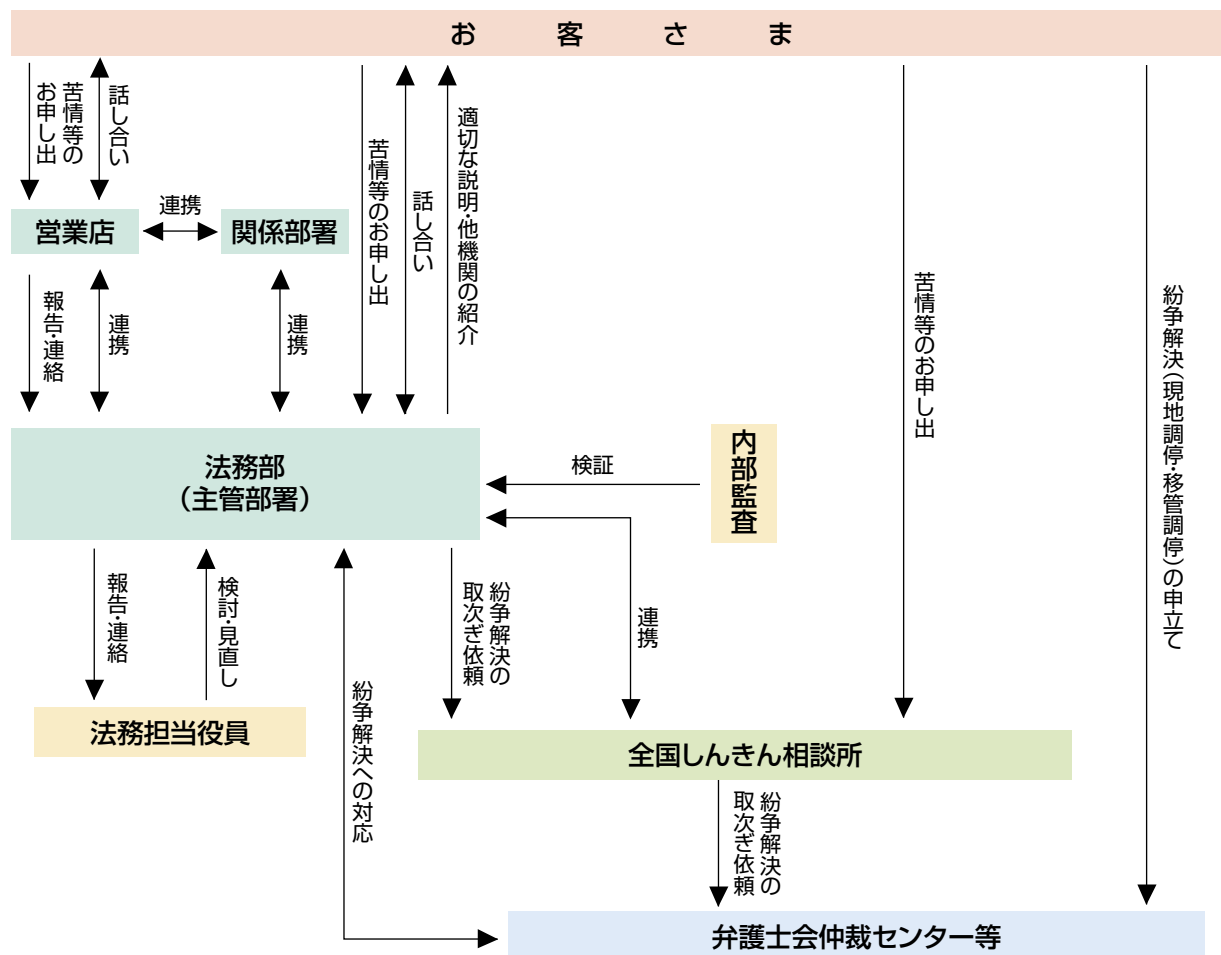 お客さま
苦情等の
お申し出
話し合い
苦情等のお申し出
話し合い
適切な説明・他機関の紹介
苦情等のお申し出
紛争解決(現地調停・移管調停)の申立て
営業店
連携
関係部署
報告・連絡
連携
連携
法務部
(主管部署)
検証
内部監査
報告・連絡
検討・見直し
紛争解決への対応
紛争解決の
取次ぎ依頼
連携
法務担当役員
全国しんきん相談所
紛争解決の
取次ぎ依頼
弁護士会仲裁センター等